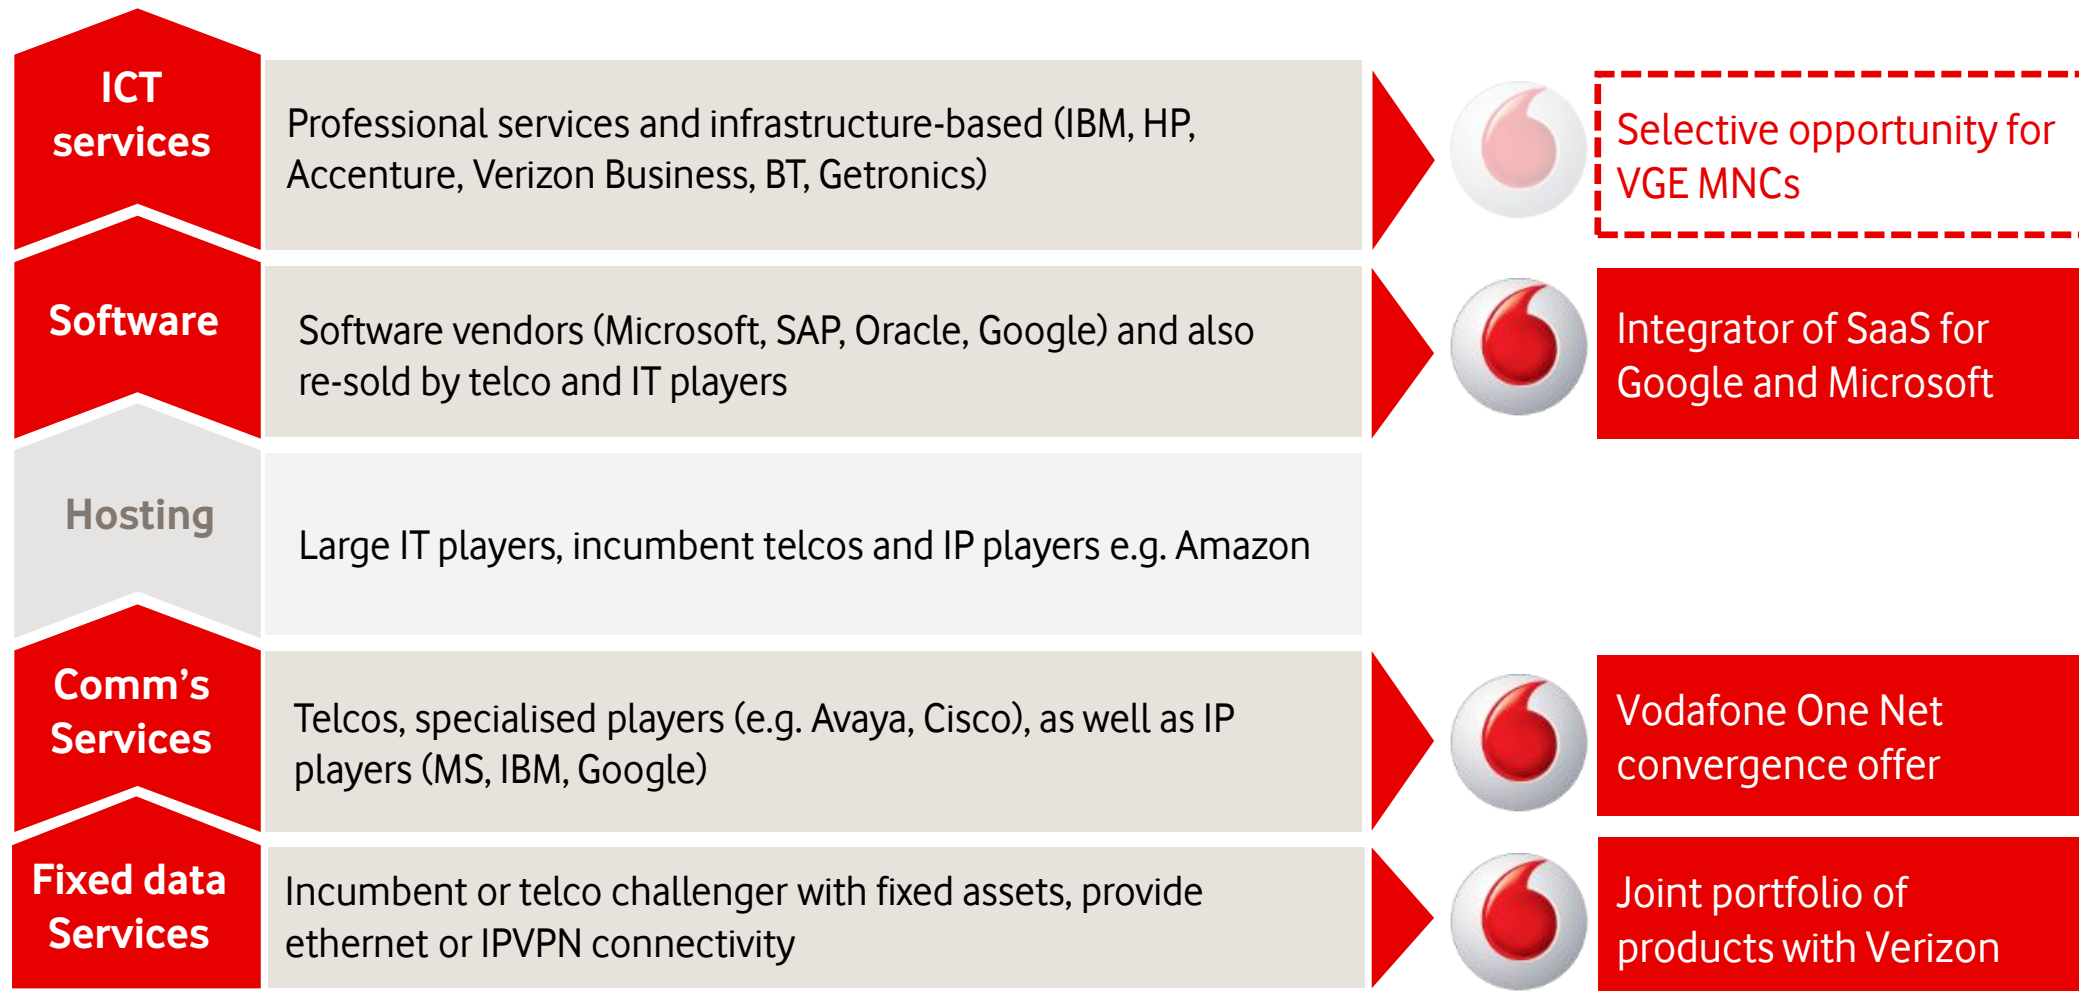 ICT
services
Professional services and infrastructure-based (IBM, HP,
Accenture, Verizon Business, BT, Getronics)
Selective opportunity for
VGE MNCs
Software
Software vendors (Microsoft, SAP, Oracle, Google) and also
re-sold by telco and IT players
Integrator of SaaS for
Google and Microsoft
Hosting
Large IT players, incumbent telcos and IP players e.g. Amazon
Comm’s
Services
Telcos, specialised players (e.g. Avaya, Cisco), as well as IP
players (MS, IBM, Google)
Vodafone One Net
convergence offer
Fixed data
Services
Incumbent or telco challenger with fixed assets, provide
ethernet or IPVPN connectivity
Joint portfolio of
products with Verizon